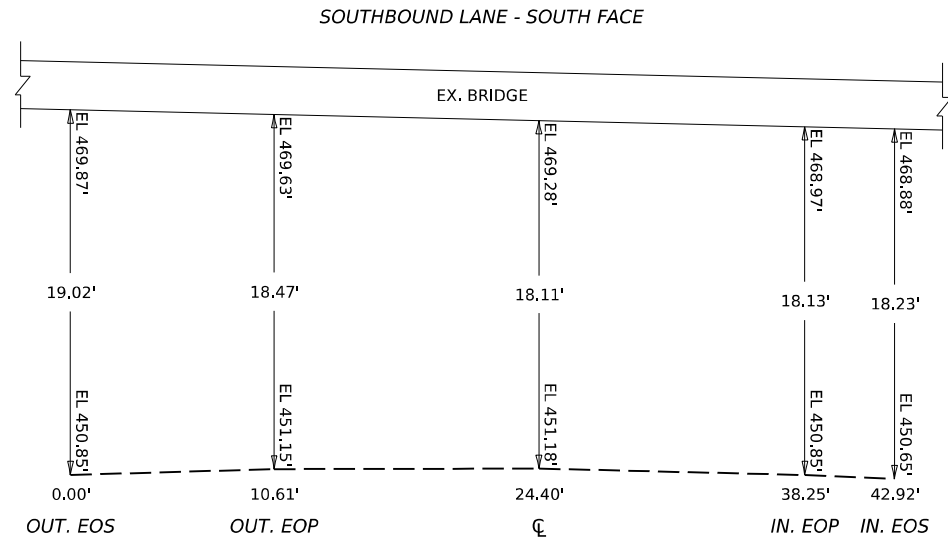 SOUTHBOUND LANE - SOUTH FACE
EX. BRIDGE
EL 469.87'
EL 469.63'
EL 469.28'
EL 468.97'
EL 468.88'
19.02'
18.47'
18.11'
18.13'
18.23'
EL 450.85'
EL 451.15'
EL 451.18'
EL 450.85'
EL 450.65'
0.00'
10.61'
24.40'
38.25'
42.92'
OUT. EOS
OUT. EOP
℄
IN. EOP
IN. EOS